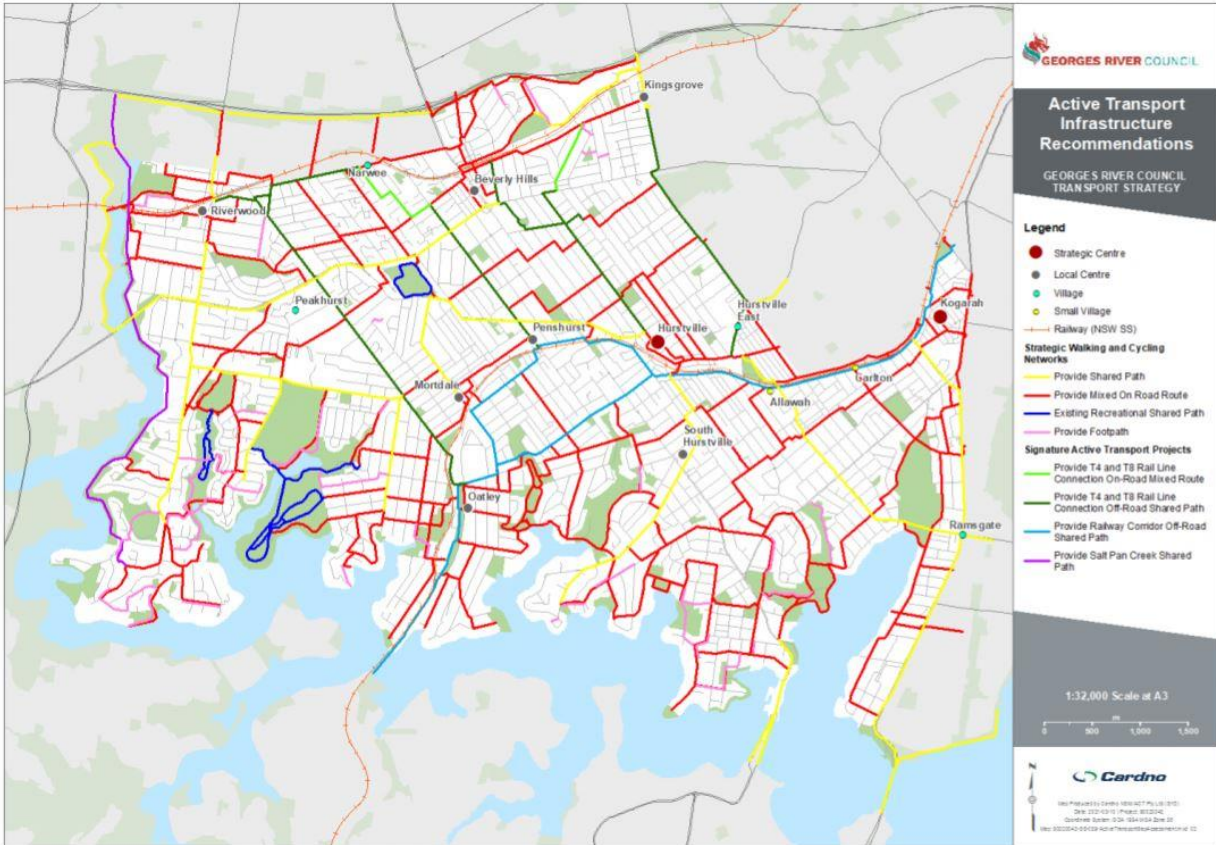 Kingsgrove
Narwee
Beverly Hills
Riverwood
Peakhurst
Penshurst
Hurstville
Hurstville
East
Kogarah
Mortdale
Carlton
Allawah
South
Hurstville
Oatley
Ramsgate
GEORGES RIVER COUNCIL
Active Transport
Infrastructure
Recommendations
GEORGES RIVER COUNCIL
TRANSPORT STRATEGY
Legend
Strategic Centre
Local Centre
Village
Small Village
Railway (NSW SS)
Strategic Walking and Cycling
Networks
Provide Shared Path
Provide Mixed On Road Route
Existing Recreational Shared Path
Provide Footpath
Signature Active Transport Projects
Provide T4 and T8 Rail Line
Connection On-Road Mixed Route
Provide T4 and T8 Rail Line
Connection Off-Road Shared Path
Provide Railway Corridor Off-Road
Shared Path
Provide Salt Pan Creek Shared
Path
1:32,000 Scale at A3
m
0 500 1,000 1,500
Cardno